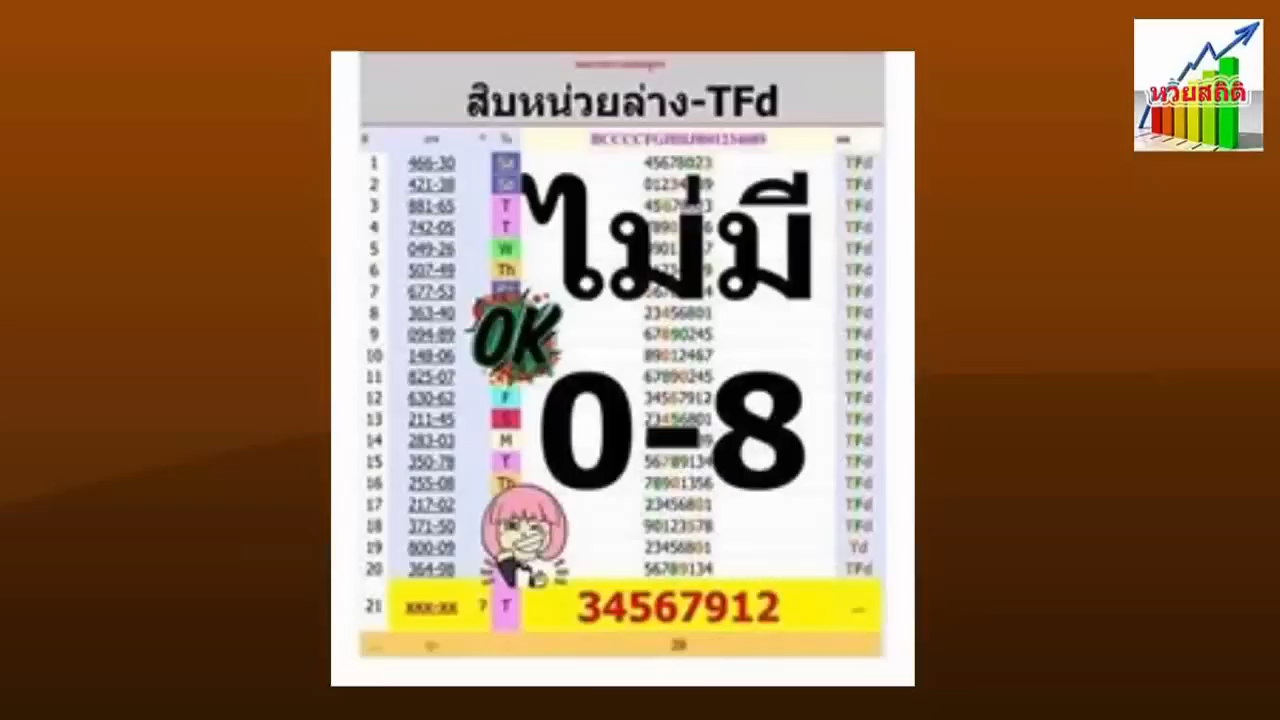 หวยสถิติ
สิบหน่วยล่าง-TFd
1 466-30 45678023 TFd
2 421-38 TFd
3 881-65 T TFd
4 742-05 T TFd
5 049-26 W TFd
6 507-49 Th TFd
7 677-53 TFd
ไม่มี
8 363-40 23456801 TFd
9 094-89 67890245 TFd
OK
10 148-06 89012467 TFd
11 825-07 67890245 TFd
12 630-62 F 34567912 TFd
13 211-45 23456801 TFd
0-8
14 283-03 M TFd
15 350-78 T 56789134 TFd
16 255-08 Th 78901356 TFd
17 217-02 23456801 TFd
18 371-50 90123578 TFd
19 800-09 23456801 Td
20 364-98 56789134 TFd
21 xxx-xx ? T 34567912 ...
20